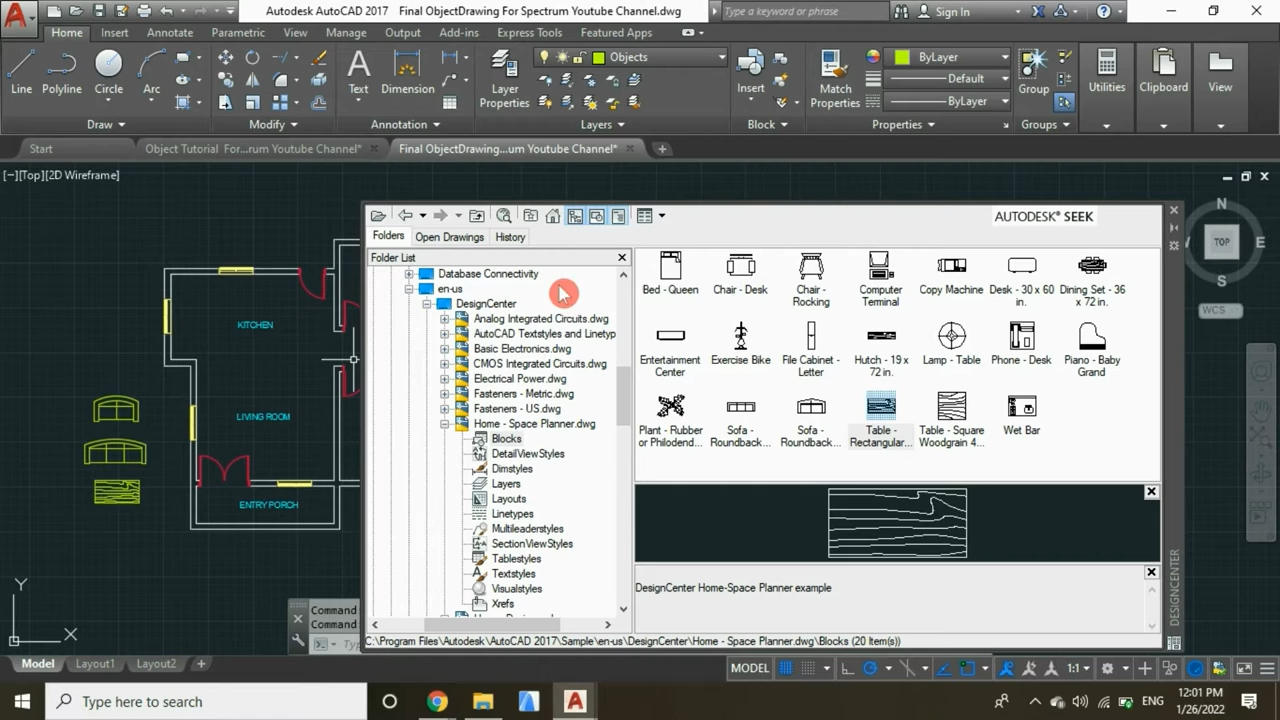 Autodesk AutoCAD 2017 Final ObjectDrawing For Spectrum Youtube Channel.dwg
Type a keyword or phrase
Sign In
Home Insert Annotate Parametric View Manage Output Add-ins Express Tools Featured Apps
Objects
ByLayer
Default
ByLayer
Line Polyline Circle Arc Text Dimension Layer Properties Insert Match Properties Group Utilities Clipboard View
Draw Modify Annotation Layers Block Properties Groups
Start Object Tutorial For...rum Youtube Channel* Final ObjectDrawing...um Youtube Channel*
[−][Top][2D Wireframe]
N
TOP
E
S
WCS
KITCHEN
LIVING ROOM
ENTRY PORCH
Y
X
AUTODESK® SEEK
Folders Open Drawings History
Folder List
Database Connectivity
en-us
DesignCenter
Analog Integrated Circuits.dwg
AutoCAD Textstyles and Linetyp
Basic Electronics.dwg
CMOS Integrated Circuits.dwg
Electrical Power.dwg
Fasteners - Metric.dwg
Fasteners - US.dwg
Home - Space Planner.dwg
Blocks
DetailViewStyles
Dimstyles
Layers
Layouts
Linetypes
Multileaderstyles
SectionViewStyles
Tablestyles
Textstyles
Visualstyles
Xrefs
Bed - Queen
Chair - Desk
Chair - Rocking
Computer Teminal
Copy Machine
Desk - 30 x 60 in.
Dining Set - 36 x 72 in.
Entertainment Center
Exercise Bike
File Cabinet - Letter
Hutch - 19 x 72 in.
Lamp - Table
Phone - Desk
Piano - Baby Grand
Plant - Rubber or Philodend...
Sofa - Roundback...
Sofa - Roundback...
Table - Rectangular...
Table - Square Woodgrain 4...
Wet Bar
DesignCenter Home-Space Planner example
DESIGNCENTER
C:\Program Files\Autodesk\AutoCAD 2017\Sample\en-us\DesignCenter\Home - Space Planner.dwg\Blocks (20 Item(s))
Command:
Command:
Model Layout1 Layout2
MODEL
1:1
Type here to search
ENG
12:01 PM
1/26/2022